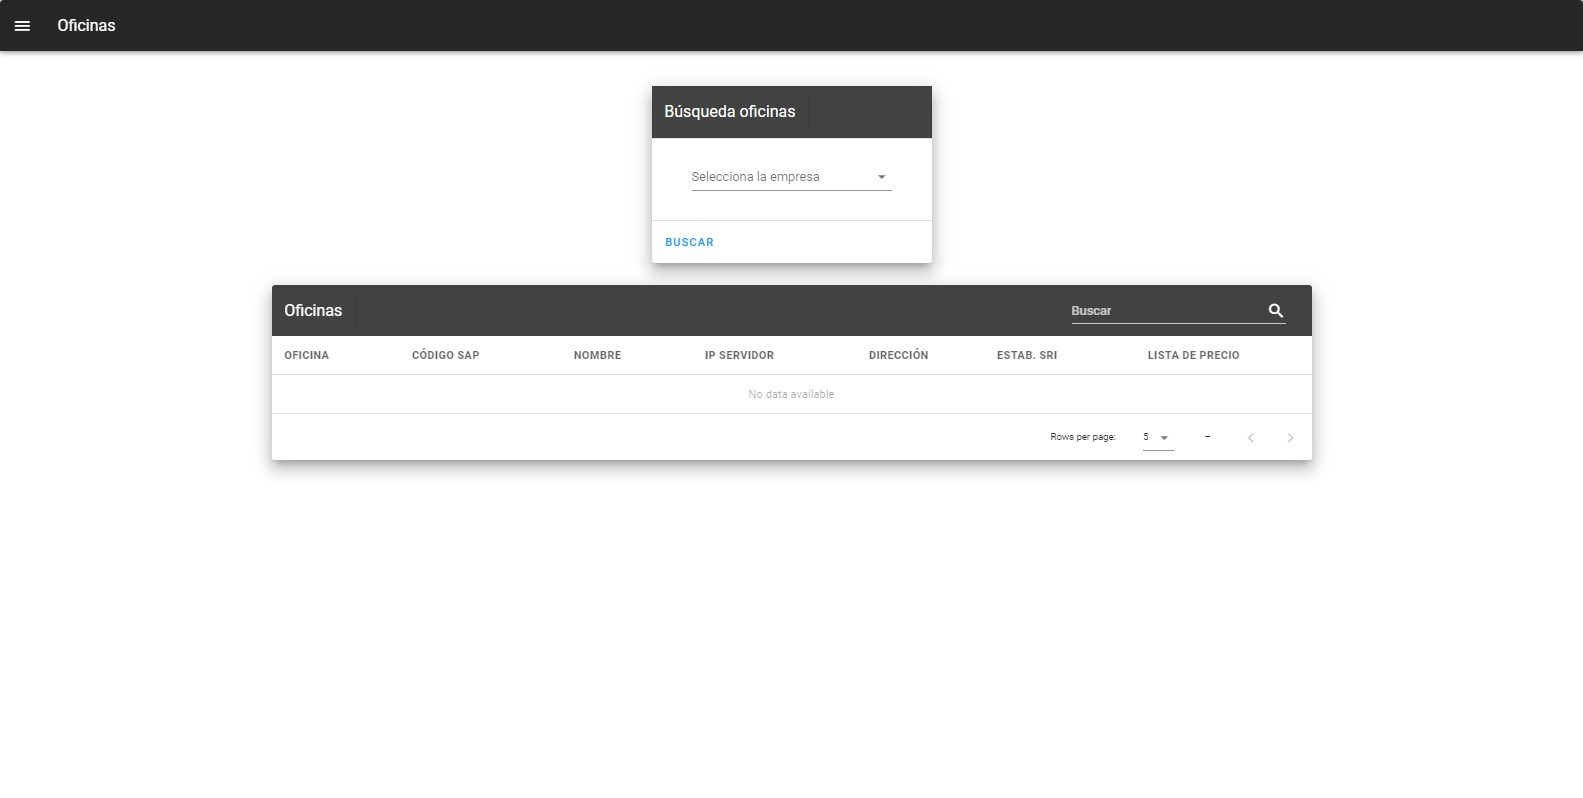 Oficinas
Búsqueda oficinas
Selecciona la empresa
BUSCAR
Oficinas
Buscar
OFICINA CÓDIGO SAP NOMBRE IP SERVIDOR DIRECCIÓN ESTAB. SRI LISTA DE PRECIO
No data available
Rows per page: 5 –